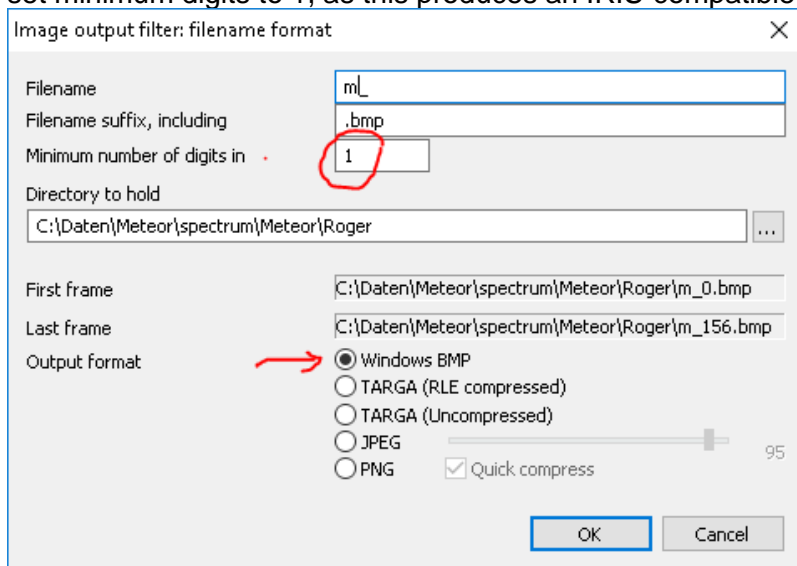 set minimum digits to 1, as this produces an IRIS compatible
Image output filter: filename format
Filename m_
Filename suffix, including .bmp
Minimum number of digits in 1
Directory to hold
C:\Daten\Meteor\spectrum\Meteor\Roger ...
First frame C:\Daten\Meteor\spectrum\Meteor\Roger\m_0.bmp
Last frame C:\Daten\Meteor\spectrum\Meteor\Roger\m_156.bmp
Output format Windows BMP
TARGA (RLE compressed)
TARGA (Uncompressed)
JPEG 95
PNG Quick compress
OK Cancel